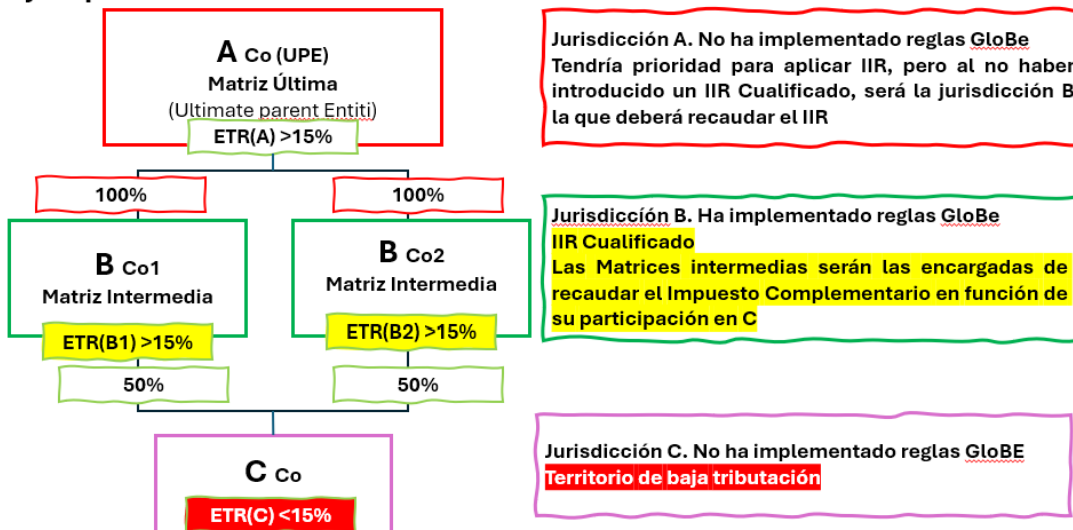 A Co (UPE)
Matriz Última
(Ultimate parent Entiti)
ETR(A) >15%
Jurisdicción A. No ha implementado reglas GloBe
Tendría prioridad para aplicar IIR, pero al no haber
introducido un IIR Cualificado, será la jurisdicción B
la que deberá recaudar el IIR
100%
100%
B Co1
Matriz Intermedia
ETR(B1) >15%
B Co2
Matriz Intermedia
ETR(B2) >15%
Jurisdiccíón B. Ha implementado reglas GloBe
IIR Cualificado
Las Matrices intermedias serán las encargadas de
recaudar el Impuesto Complementario en función de
su participación en C
50%
50%
C Co
ETR(C) <15%
Jurisdicción C. No ha implementado reglas GloBE
Territorio de baja tributación